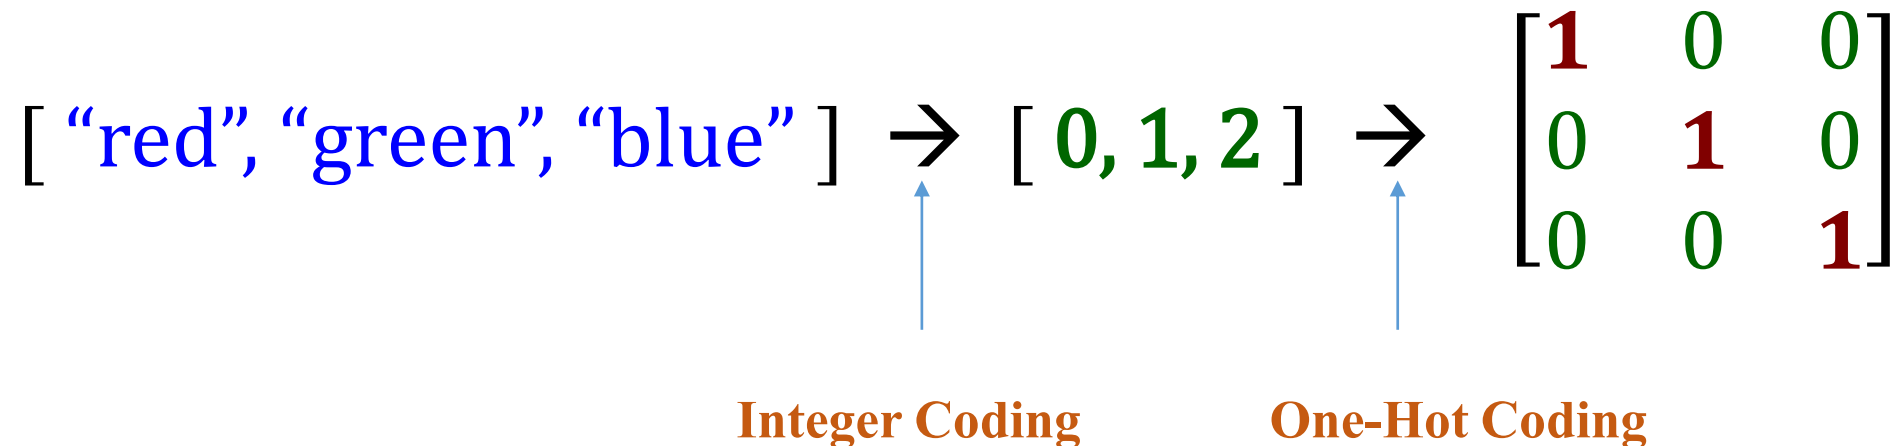 [ “red”, “green”, “blue” ] → [ 0, 1, 2 ] →
1 0 0
0 1 0
0 0 1
Integer Coding
One-Hot Coding